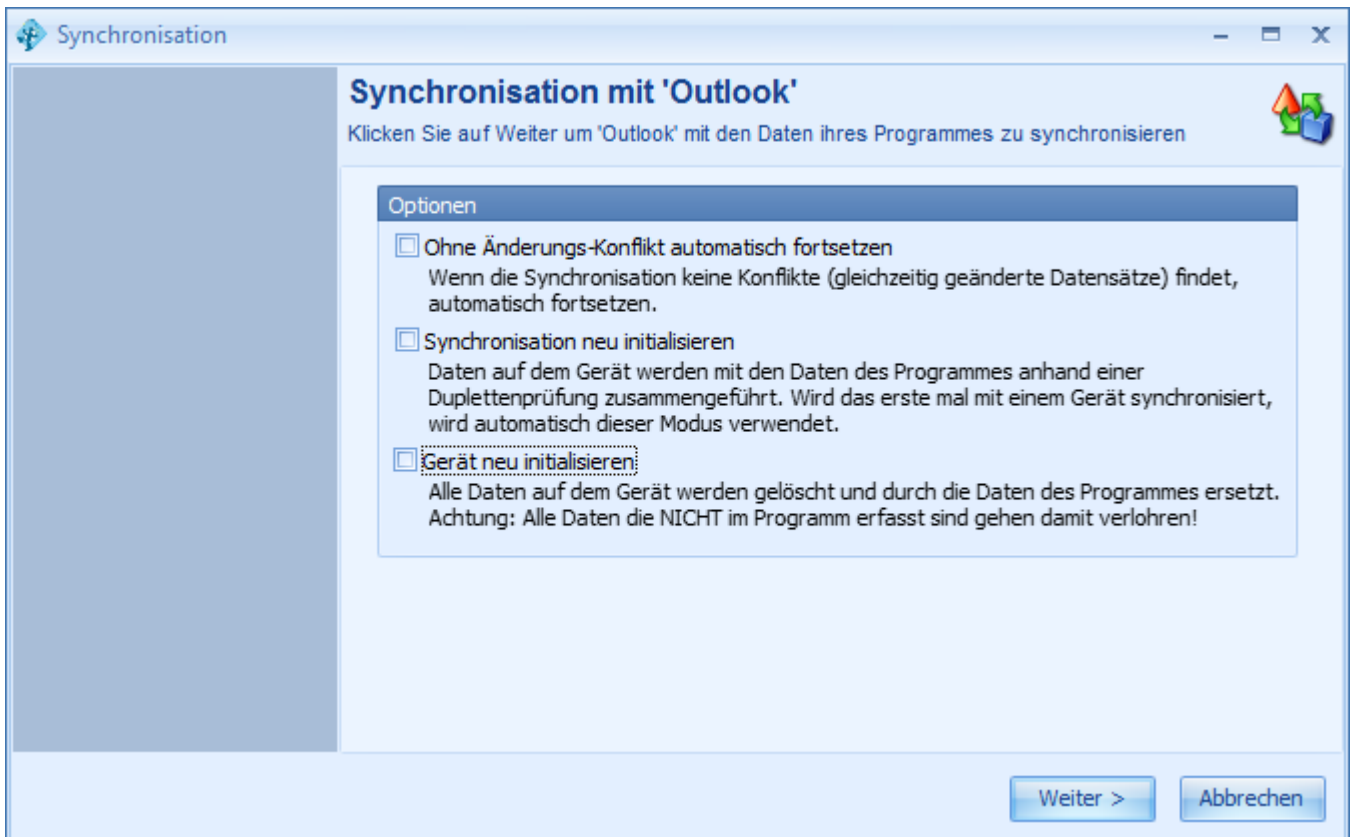 Synchronisation
Synchronisation mit 'Outlook'
Klicken Sie auf Weiter um 'Outlook' mit den Daten ihres Programmes zu synchronisieren
Optionen
Ohne Änderungs-Konflikt automatisch fortsetzen
Wenn die Synchronisation keine Konflikte (gleichzeitig geänderte Datensätze) findet,
automatisch fortsetzen.
Synchronisation neu initialisieren
Daten auf dem Gerät werden mit den Daten des Programmes anhand einer
Duplettenprüfung zusammengeführt. Wird das erste mal mit einem Gerät synchronisiert,
wird automatisch dieser Modus verwendet.
Gerät neu initialisieren
Alle Daten auf dem Gerät werden gelöscht und durch die Daten des Programmes ersetzt.
Achtung: Alle Daten die NICHT im Programm erfasst sind gehen damit verlohren!
Weiter >
Abbrechen